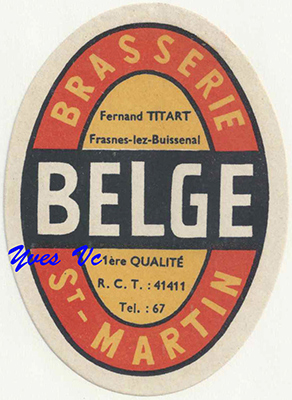 BRASSERIE
Fernand TITART
Frasnes-lez-Buissenal
BELGE
Yves Vc
1ère QUALITÉ
R. C. T. : 41411
Tel. : 67
St-MARTIN